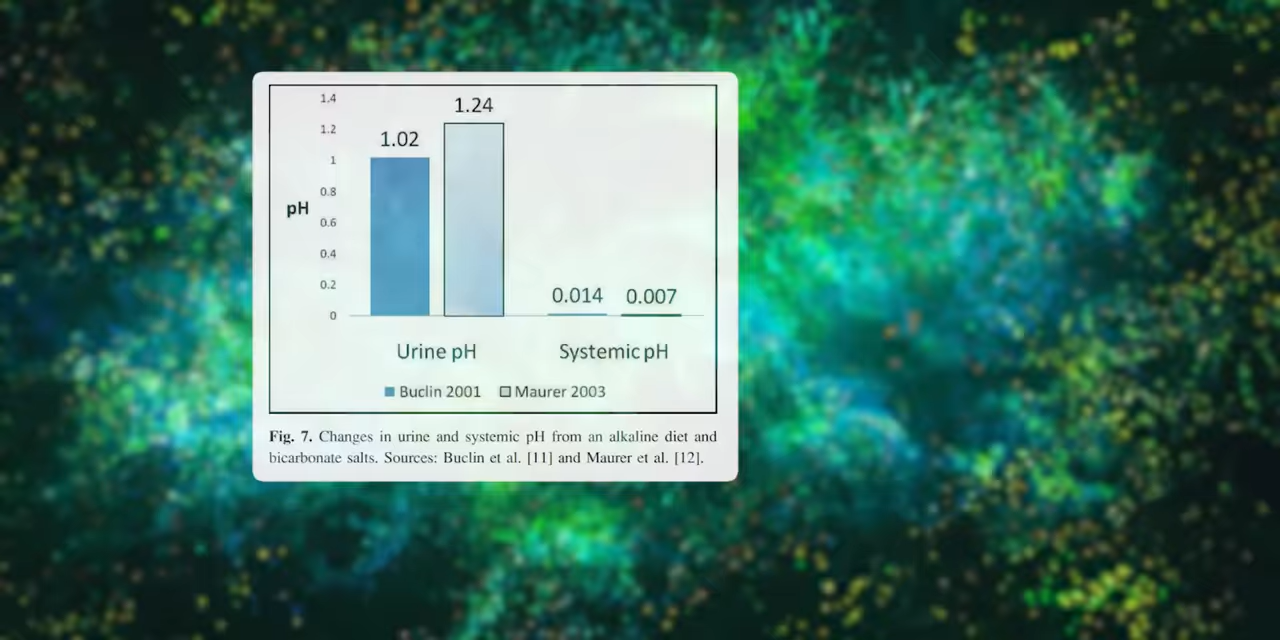 1.4
1.24
1.2
1.02
1
0.8
pH
0.6
0.4
0.2
0.014 0.007
0
Urine pH Systemic pH
Buclin 2001 Maurer 2003
Fig. 7. Changes in urine and systemic pH from an alkaline diet and
bicarbonate salts. Sources: Buclin et al. [11] and Maurer et al. [12].